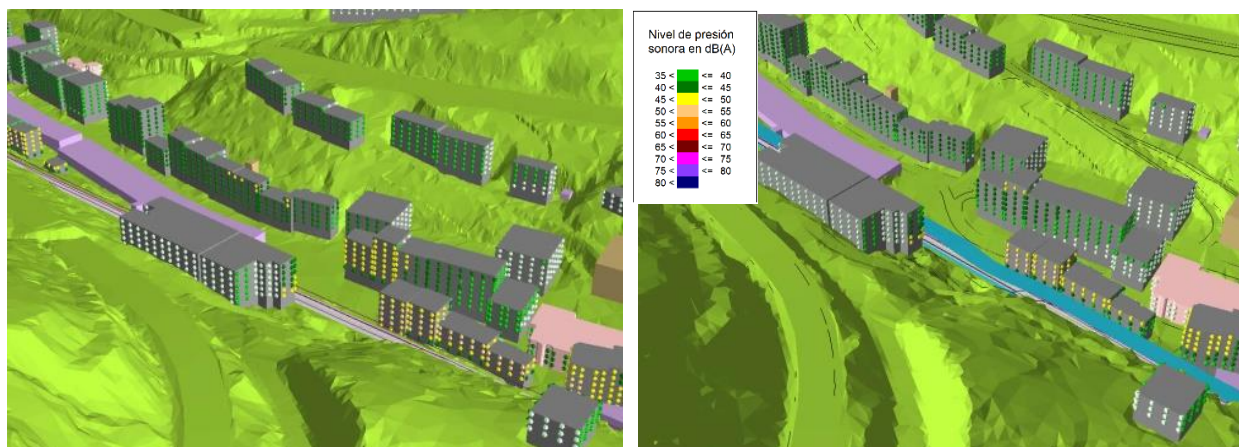 Nivel de presión
sonora en dB(A)
35 < <= 40
40 < <= 45
45 < <= 50
50 < <= 55
55 < <= 60
60 < <= 65
65 < <= 70
70 < <= 75
75 < <= 80
80 <